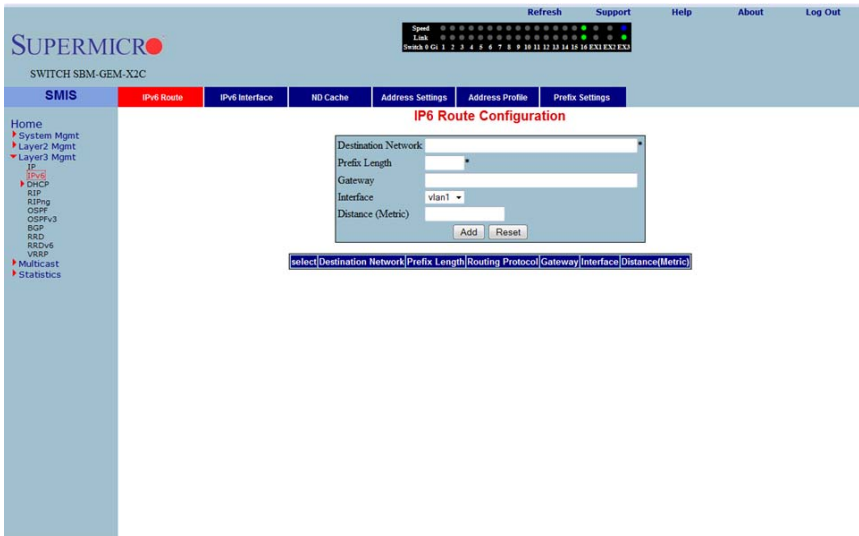 Refresh Support Help About Log Out
Speed
Link
Switch 0 Gi 1 2 3 4 5 6 7 8 9 10 11 12 13 14 15 16 EX1 EX2 EX3
SUPERMICRO
SWITCH SBM-GEM-X2C
SMIS
IPv6 Route IPv6 Interface ND Cache Address Settings Address Profile Prefix Settings
Home
System Mgmt
Layer2 Mgmt
Layer3 Mgmt
IP
IPv6
DHCP
RIP
RIPng
OSPF
OSPFv3
BGP
RRD
RRDv6
VRRP
Multicast
Statistics
IP6 Route Configuration
Destination Network *
Prefix Length *
Gateway
Interface vlan1
Distance (Metric)
Add Reset
select Destination Network Prefix Length Routing Protocol Gateway Interface Distance(Metric)